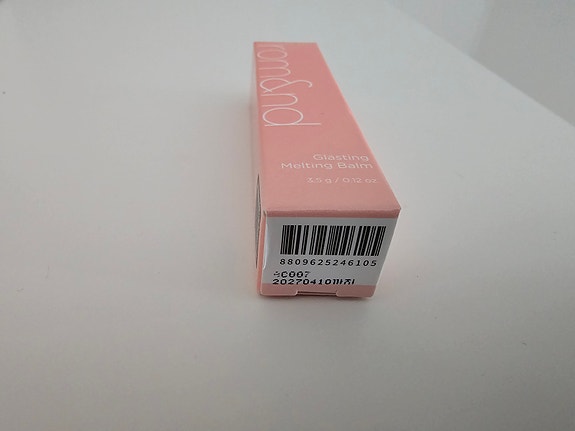 rom&nd
Glasting
Melting Balm
3.5 g / 0.12 oz.
8809625246105
20270410까지